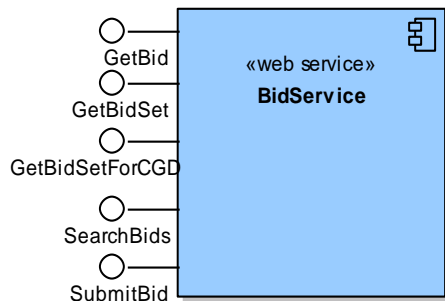 GetBid
«web service»
BidService
GetBidSet
GetBidSetForCGD
SearchBids
SubmitBid